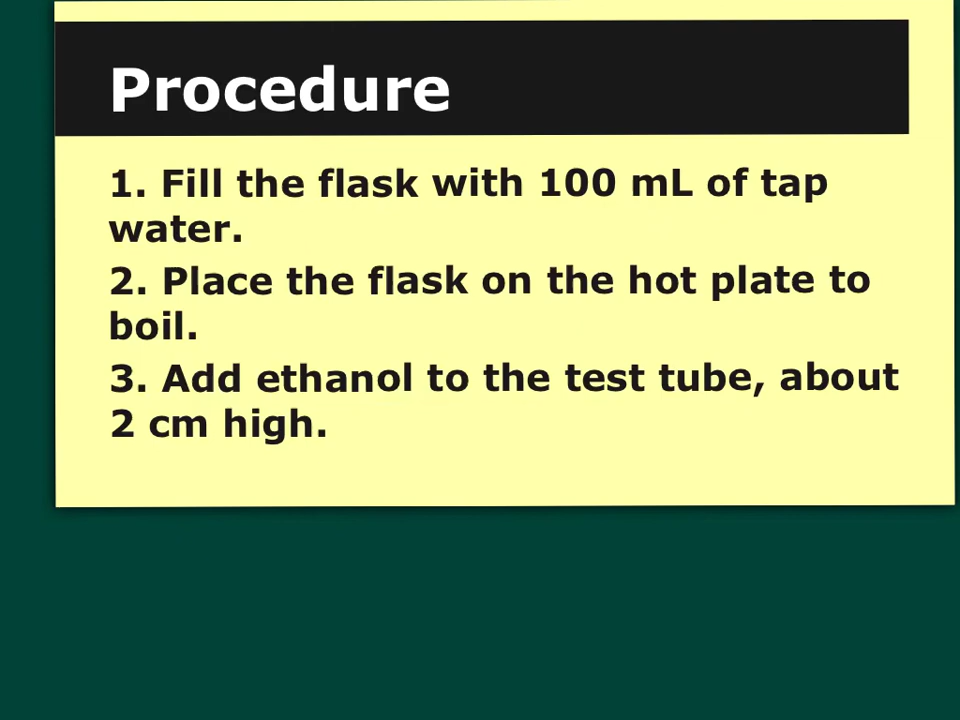 Procedure
1. Fill the flask with 100 mL of tap
water.
2. Place the flask on the hot plate to
boil.
3. Add ethanol to the test tube, about
2 cm high.